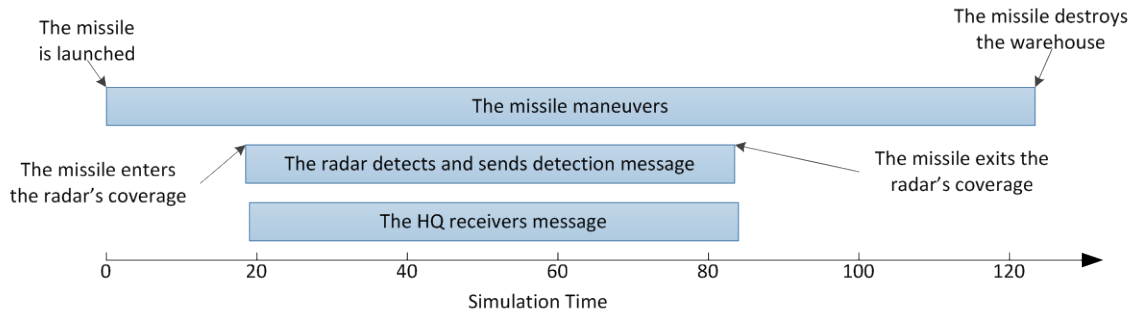 The missile
is launched
The missile destroys
the warehouse
The missile maneuvers
The missile enters
the radar's coverage
The radar detects and sends detection message
The missile exits the
radar's coverage
The HQ receivers message
0 20 40 60 80 100 120
Simulation Time